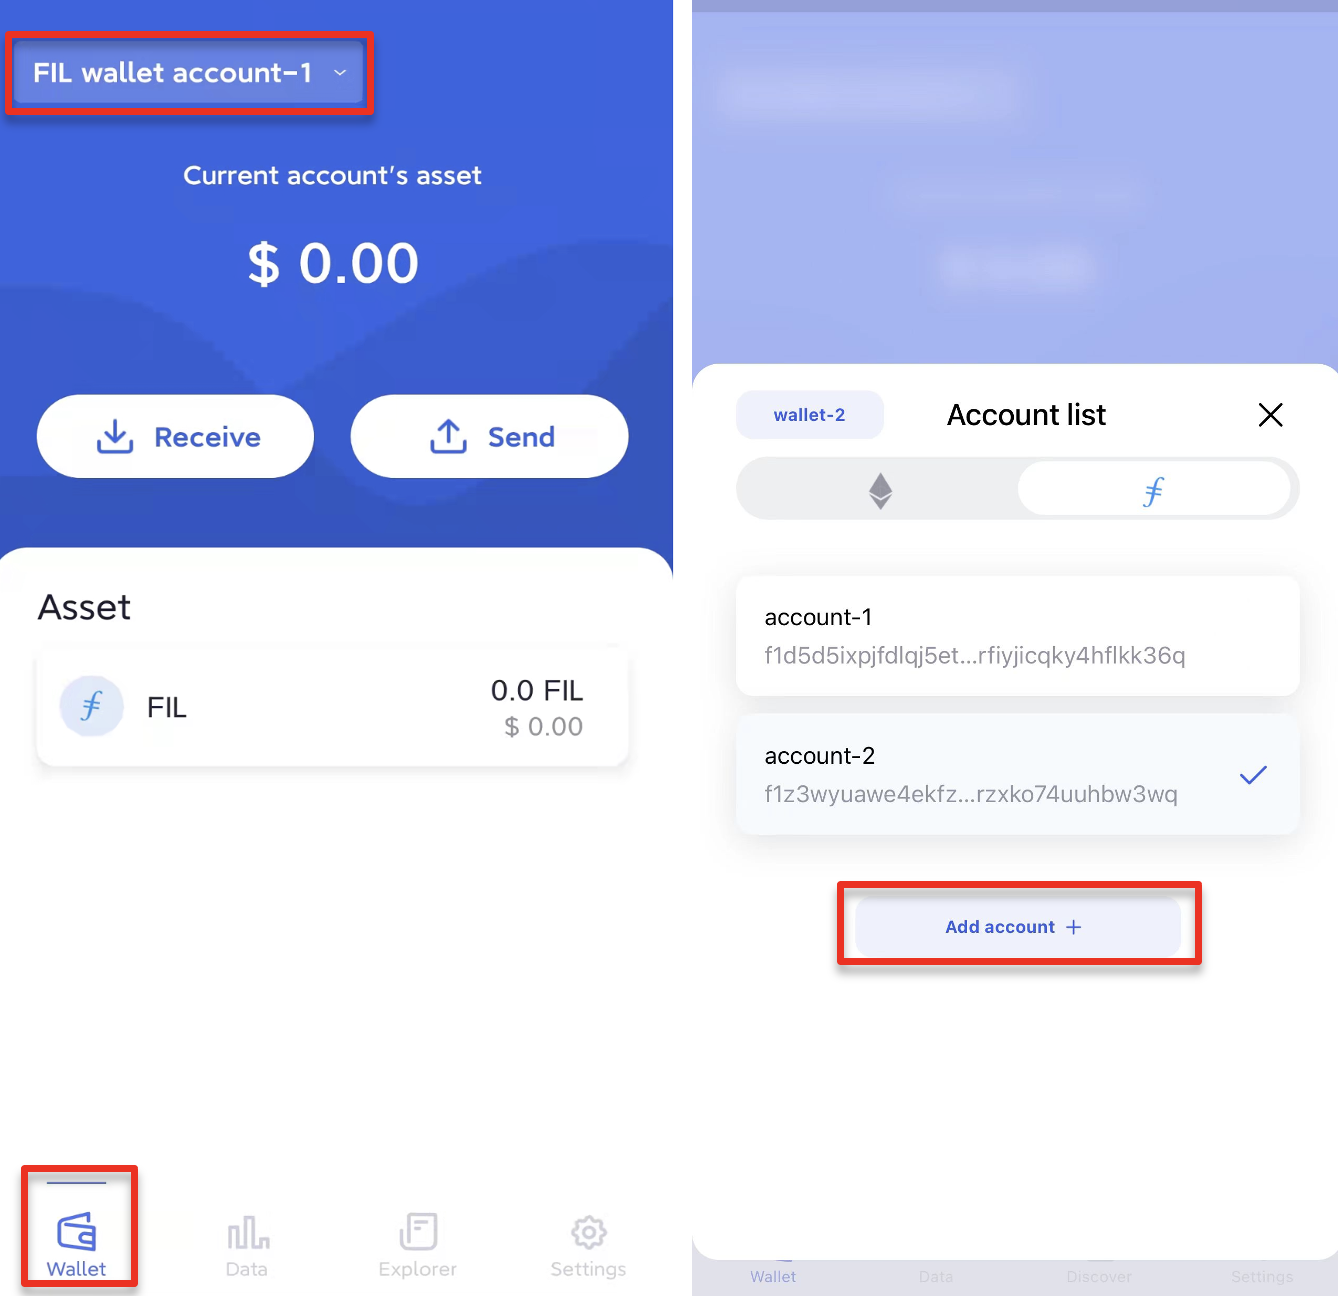 FIL wallet account-1
Current account's asset
$ 0.00
Receive
Send
Asset
FIL
0.0 FIL
$ 0.00
Wallet
Data
Explorer
Settings
wallet-2
Account list
account-1
f1d5d5ixpjfdlqj5et...rfiyjicqky4hflkk36q
account-2
f1z3wyuawe4ekfz...rzxko74uuhbw3wq
Add account +
Wallet
Data
Discover
Settings